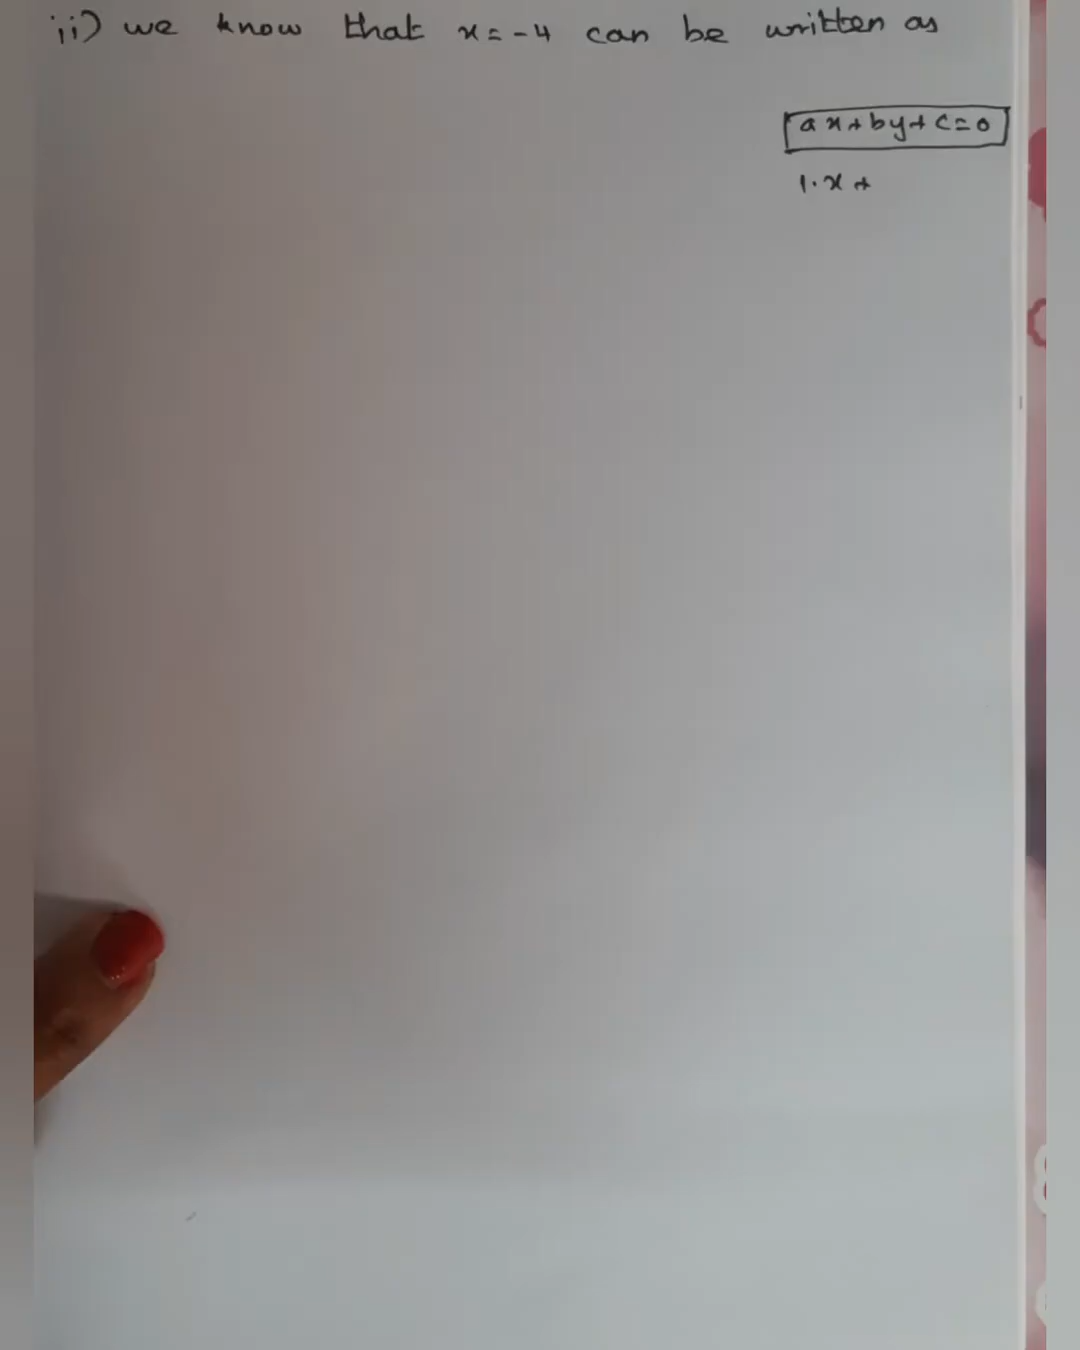 ii) we know that x = -4 can be written as
ax + by + c = 0
1.x +